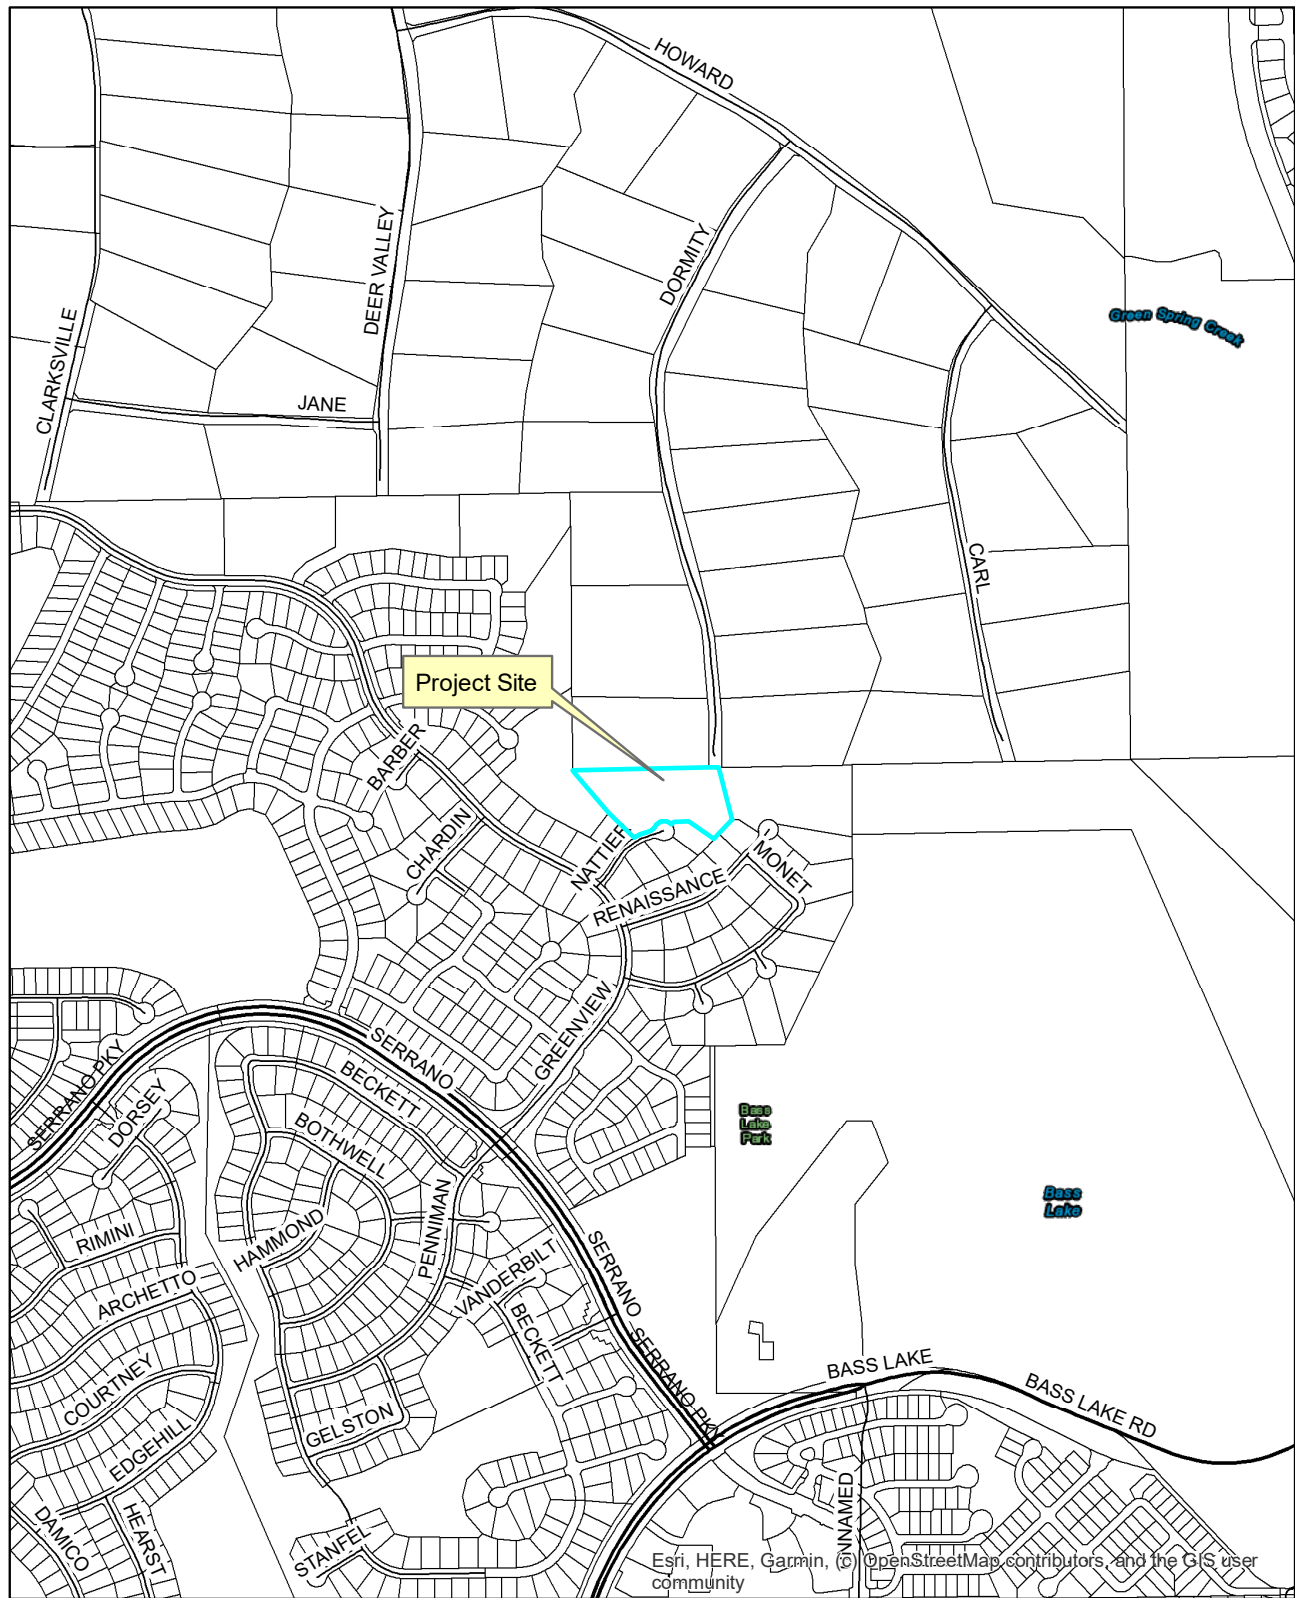 HOWARD
DORMITY
DEER VALLEY
Green Spring Creek
CLARKSVILLE
JANE
CARL
Project Site
BARBER
CHARDIN
NATTIER
MONET
RENAISSANCE
GREENVIEW
SERRANO
SERRANO PKY
BECKETT
DORSEY
BOTHWELL
Bass
Lake
Park
Bass
Lake
PENNIMAN
HAMMOND
RIMINI
SERRANO
VANDERBILT
ARCHETTO
BECKETT
SERRANO PKY
BASS LAKE
BASS LAKE RD
COURTNEY
GELSTON
EDGEHILL
HEARST
DAMICO
STANFEL
UNNAMED
Esri, HERE, Garmin, (c) OpenStreetMap contributors, and the GIS user
community